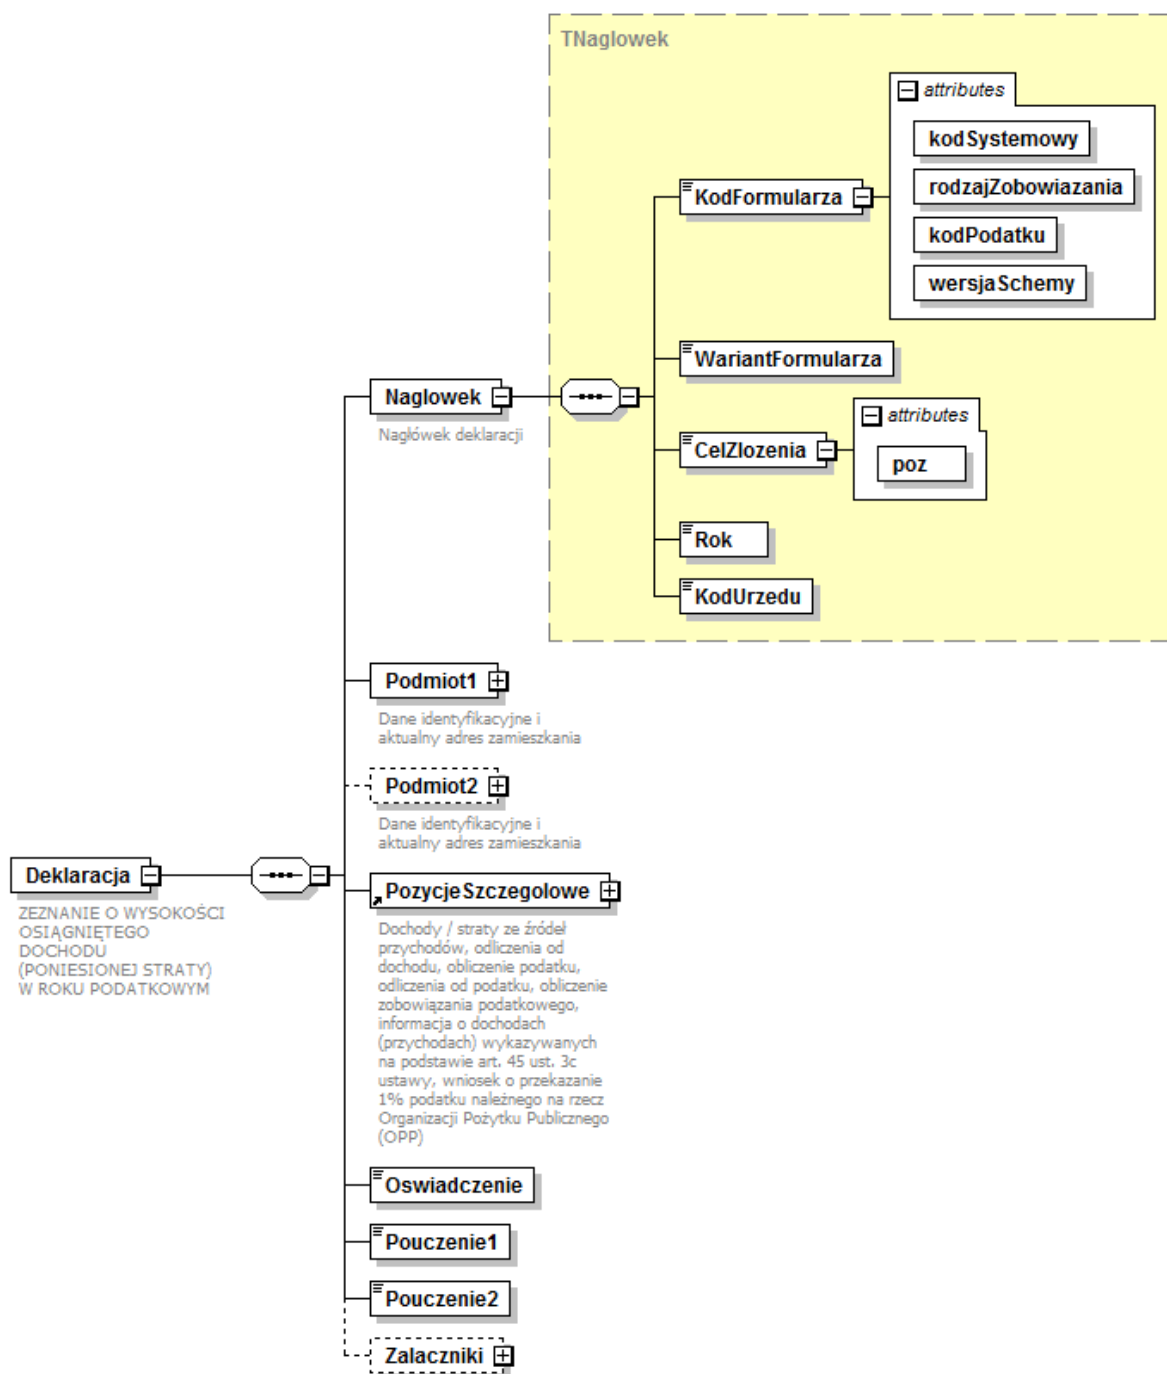 TNaglowek
attributes
kodSystemowy
rodzajZobowiazania
KodFormularza
kodPodatku
wersjaSchemy
WariantFormularza
Naglowek
Nagłówek deklaracji
attributes
CelZlozenia
poz
Rok
KodUrzedu
Podmiot1
Dane identyfikacyjne i
aktualny adres zamieszkania
Podmiot2
Dane identyfikacyjne i
aktualny adres zamieszkania
Deklaracja
ZEZNANIE O WYSOKOŚCI
OSIĄGNIĘTEGO
DOCHODU
(PONIESIONEJ STRATY)
W ROKU PODATKOWYM
PozycjeSzczegolowe
Dochody / straty ze źródeł
przychodów, odliczenia od
dochodu, obliczenie podatku,
odliczenia od podatku, obliczenie
zobowiązania podatkowego,
informacja o dochodach
(przychodach) wykazywanych
na podstawie art. 45 ust. 3c
ustawy, wniosek o przekazanie
1% podatku należnego na rzecz
Organizacji Pożytku Publicznego
(OPP)
Oswiadczenie
Pouczenie1
Pouczenie2
Zalaczniki